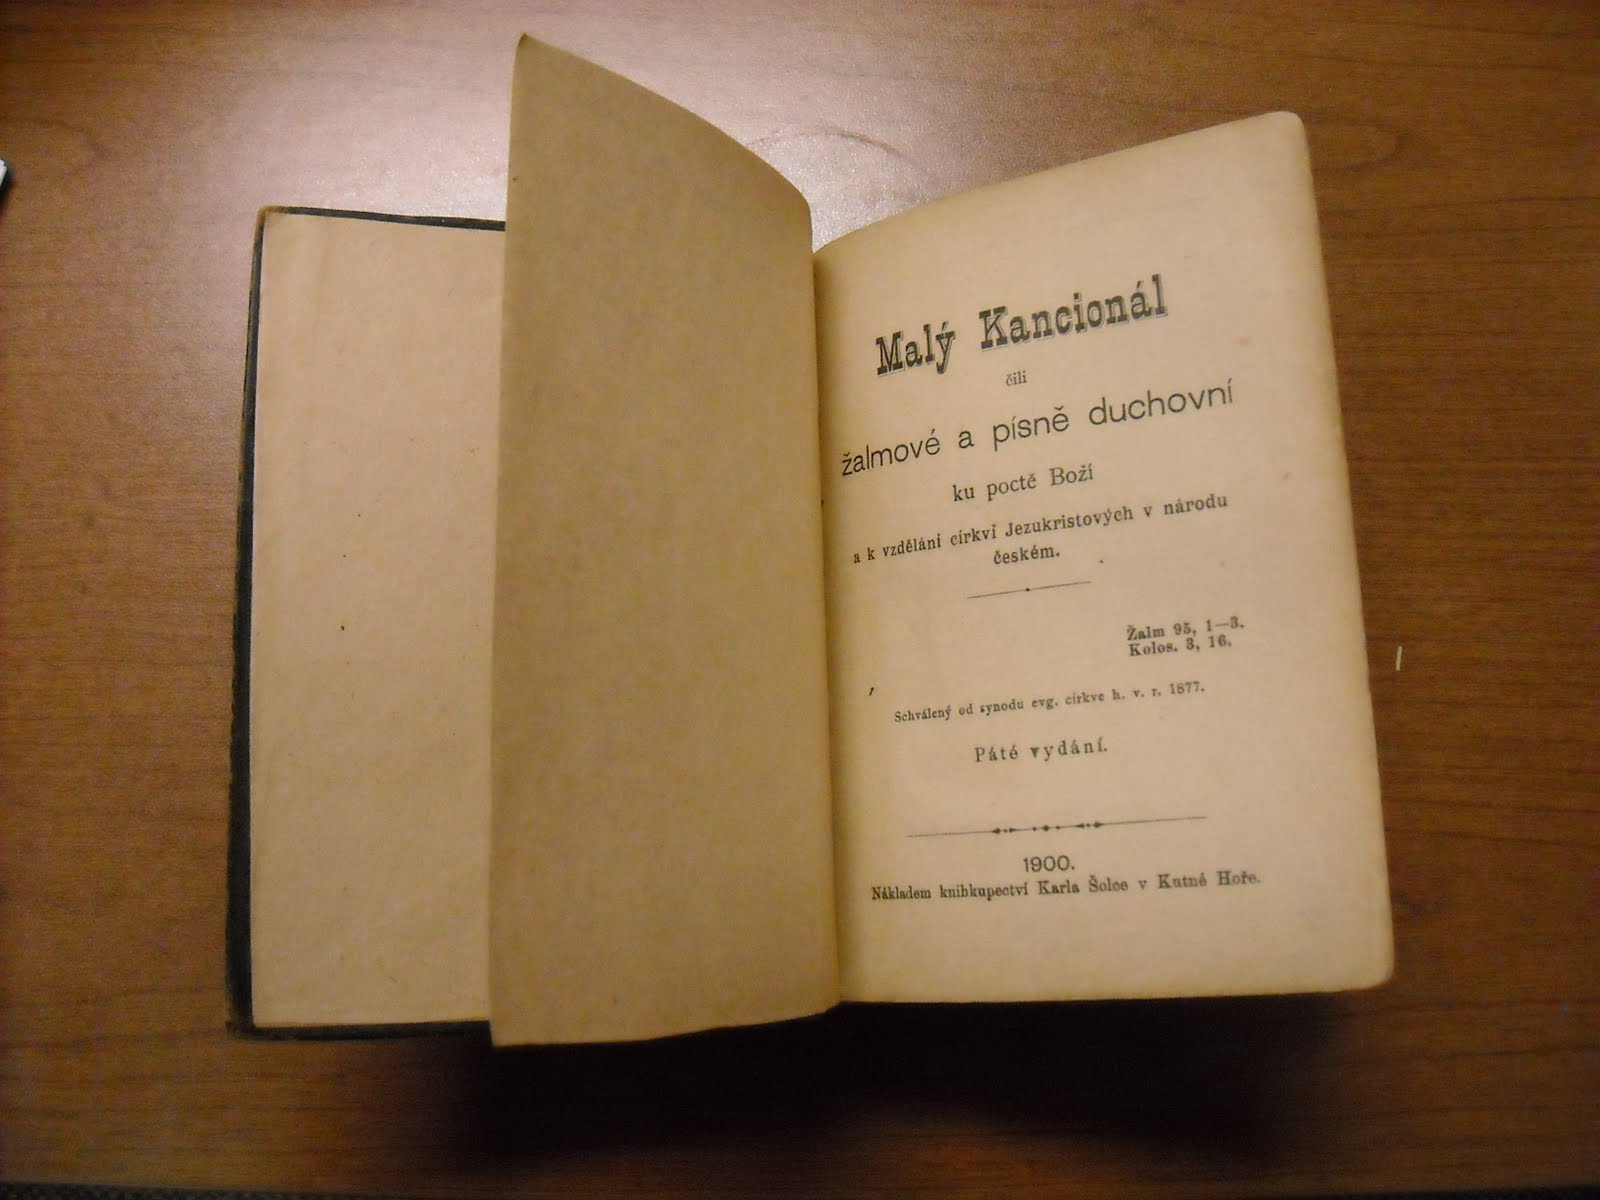 Malý Kancionál
čili
žalmové a písně duchovní
ku poctě Boží
a k vzdělání církví Jezukristových v národu
českém.
Žalm 95, 1—3.
Kolos. 3, 16.
Schválený od synodu evg. církve h. v. r. 1877.
Páté vydání.
1900.
Nákladem knihkupectví Karla Šolce v Kutné Hoře.